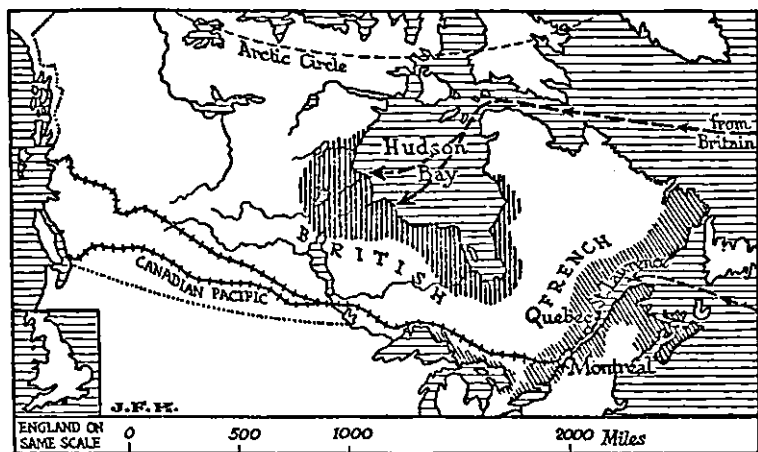 Arctic Circle
from
Britain
Hudson
Bay
BRITISH
FRENCH
St Lawrence
CANADIAN PACIFIC
Quebec
Montreal
J.F.H.
ENGLAND ON
SAME SCALE
0 500 1000 2000 Miles